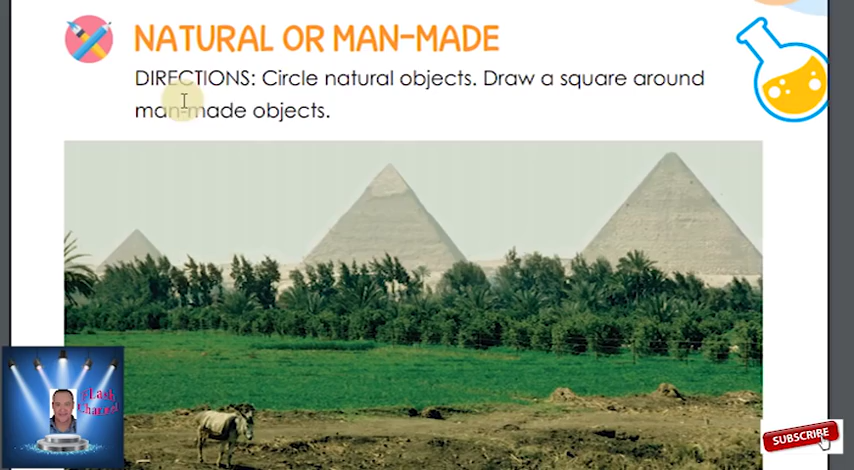 NATURAL OR MAN-MADE
DIRECTIONS: Circle natural objects. Draw a square around
man-made objects.
Flash
Channel
SUBSCRIBE